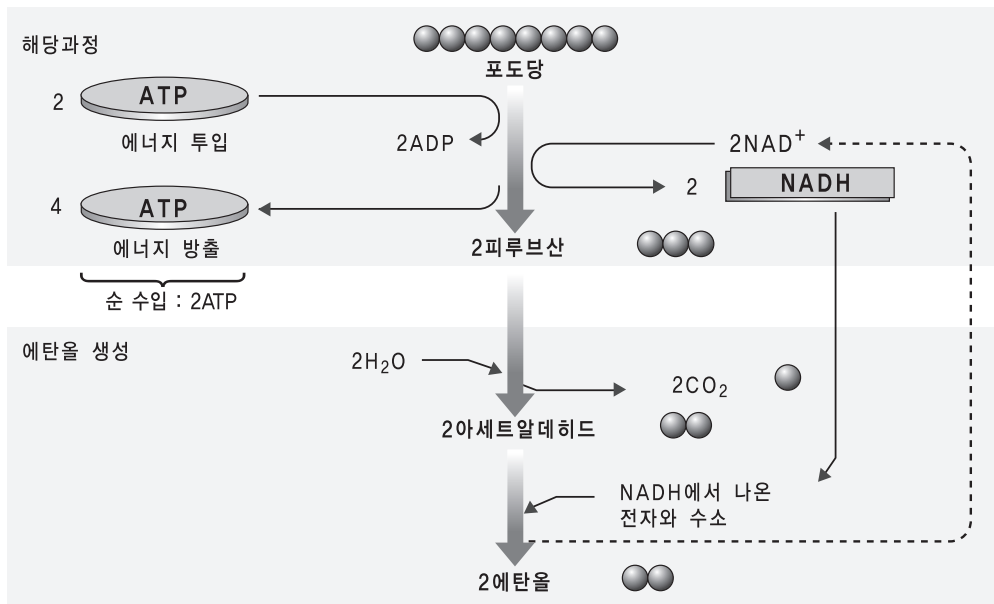 해당과정
포도당
2 ATP
에너지 투입
2ADP
2NAD⁺
2 NADH
4 ATP
에너지 방출
2피루브산
순 수입 : 2ATP
에탄올 생성
2H₂O
2CO₂
2아세트알데히드
NADH에서 나온
전자와 수소
2에탄올